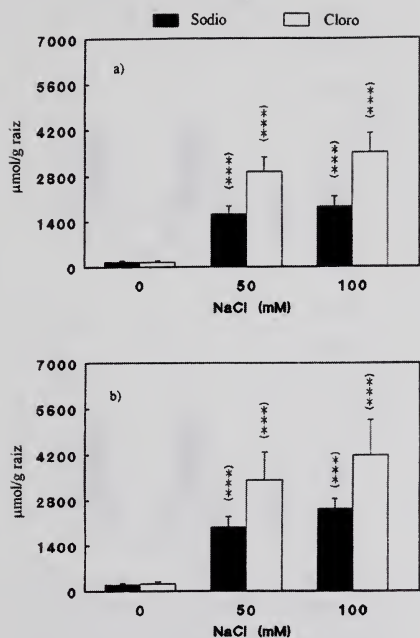 Sodio Cloro
a)
7000
5600
4200
2800
1400
0
µmol/g raiz
(***) (***) (***) (***)
0 50 100
NaCl (mM)
b)
7000
5600
4200
2800
1400
0
µmol/g raiz
(***) (***) (***) (***)
0 50 100
NaCl (mM)